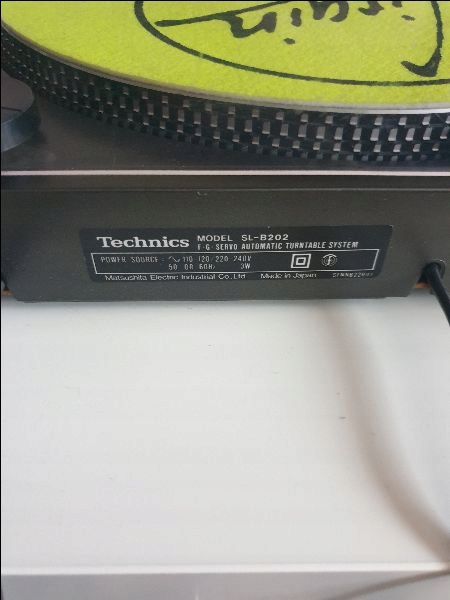 Virgin
Technics MODEL SL-B202
F·G·SERVO AUTOMATIC TURNTABLE SYSTEM
POWER SOURCE: ∿ 110·120·220·240V
50 OR 60Hz 3W
Matsushita Electric Industrial Co.,Ltd. Made in Japan